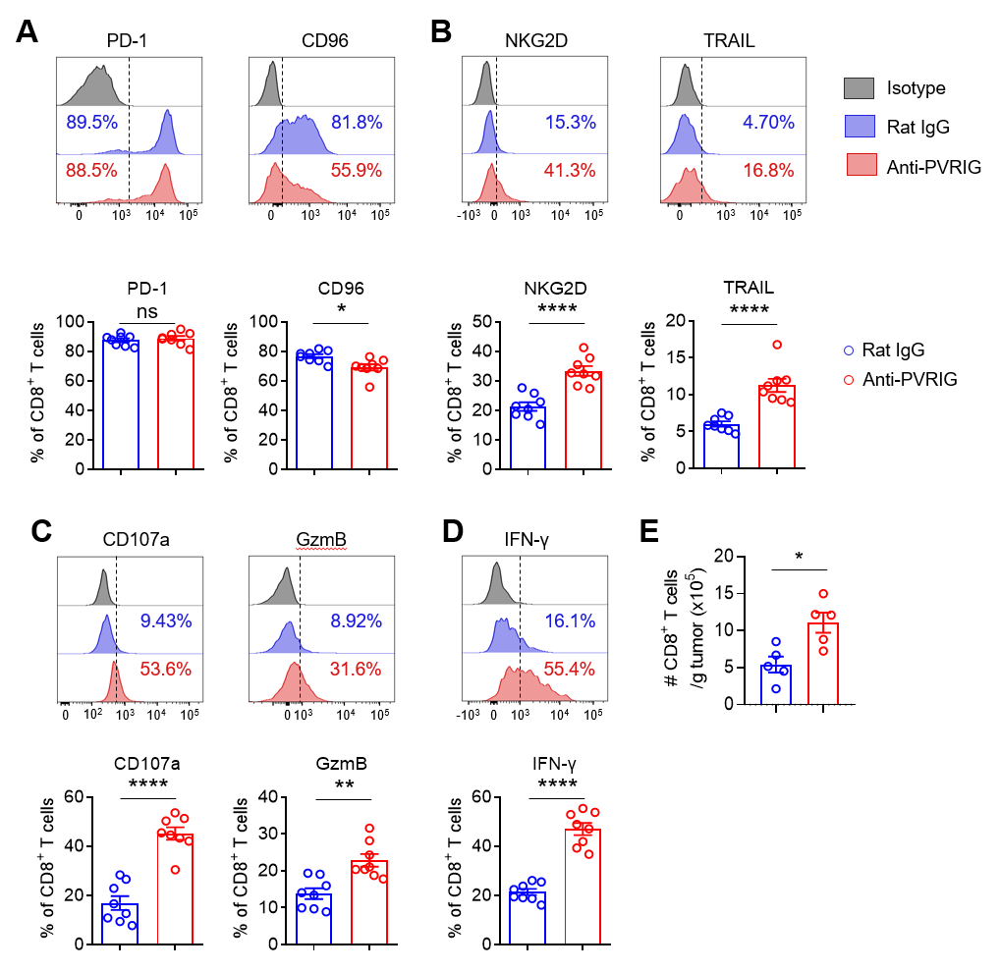 A
PD-1
CD96
89.5%
88.5%
0 10³ 10⁴ 10⁵
81.8%
55.9%
0 10³ 10⁴ 10⁵
B
NKG2D
TRAIL
15.3%
41.3%
-10³ 0 10³ 10⁴ 10⁵
4.70%
16.8%
0 10³ 10⁴ 10⁵
Isotype
Rat IgG
Anti-PVRIG
PD-1
ns
% of CD8⁺ T cells
100
80
60
40
20
0
CD96
*
% of CD8⁺ T cells
100
80
60
40
20
0
NKG2D
****
% of CD8⁺ T cells
50
40
30
20
10
0
TRAIL
****
% of CD8⁺ T cells
20
15
10
5
0
Rat IgG
Anti-PVRIG
C
CD107a
GzmB
9.43%
53.6%
0 10² 10³ 10⁴ 10⁵
8.92%
31.6%
0 10³ 10⁴ 10⁵
D
IFN-γ
16.1%
55.4%
-10³ 0 10³ 10⁴ 10⁵
E
*
# CD8⁺ T cells
/g tumor (x10⁵)
20
15
10
5
0
CD107a
****
% of CD8⁺ T cells
60
40
20
0
GzmB
**
% of CD8⁺ T cells
40
30
20
10
0
IFN-γ
****
% of CD8⁺ T cells
60
40
20
0